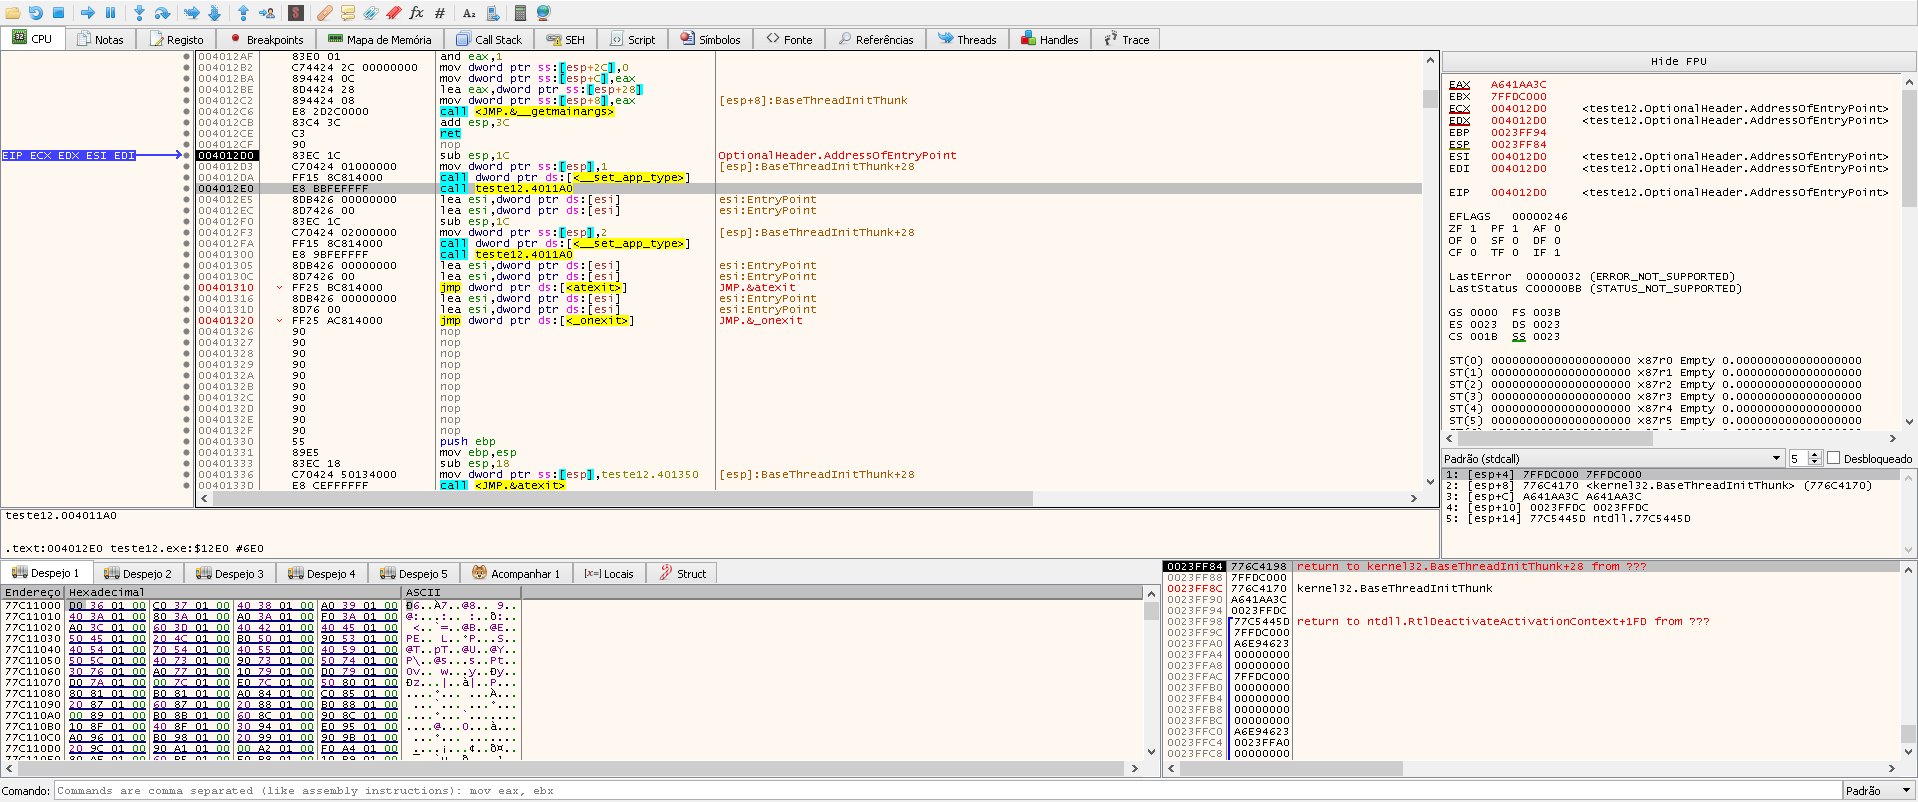 CPU Notas Registo Breakpoints Mapa de Memória Call Stack SEH Script Símbolos Fonte Referências Threads Handles Trace
004012AF 83E0 01 and eax,1
004012B2 C74424 2C 00000000 mov dword ptr ss:[esp+2C],0
004012BA 894424 0C mov dword ptr ss:[esp+C],eax
004012BE 8D4424 28 lea eax,dword ptr ss:[esp+28]
004012C2 894424 08 mov dword ptr ss:[esp+8],eax [esp+8]:BaseThreadInitThunk
004012C6 E8 2D2C0000 call <JMP.&__getmainargs>
004012CB 83C4 3C add esp,3C
004012CE C3 ret
004012CF 90 nop
EIP ECX EDX ESI EDI 004012D0 83EC 1C sub esp,1C OptionalHeader.AddressOfEntryPoint
004012D3 C70424 01000000 mov dword ptr ss:[esp],1 [esp]:BaseThreadInitThunk+28
004012DA FF15 8C814000 call dword ptr ds:[<__set_app_type>]
004012E0 E8 BBFEFFFF call teste12.4011A0
004012E5 8DB426 00000000 lea esi,dword ptr ds:[esi] esi:EntryPoint
004012EC 8D7426 00 lea esi,dword ptr ds:[esi] esi:EntryPoint
004012F0 83EC 1C sub esp,1C
004012F3 C70424 02000000 mov dword ptr ss:[esp],2 [esp]:BaseThreadInitThunk+28
004012FA FF15 8C814000 call dword ptr ds:[<__set_app_type>]
00401300 E8 9BFEFFFF call teste12.4011A0
00401305 8DB426 00000000 lea esi,dword ptr ds:[esi] esi:EntryPoint
0040130C 8D7426 00 lea esi,dword ptr ds:[esi] esi:EntryPoint
00401310 FF25 BC814000 jmp dword ptr ds:[<atexit>] JMP.&atexit
00401316 8DB426 00000000 lea esi,dword ptr ds:[esi] esi:EntryPoint
0040131D 8D76 00 lea esi,dword ptr ds:[esi] esi:EntryPoint
00401320 FF25 AC814000 jmp dword ptr ds:[<_onexit>] JMP.&_onexit
00401326 90 nop
00401327 90 nop
00401328 90 nop
00401329 90 nop
0040132A 90 nop
0040132B 90 nop
0040132C 90 nop
0040132D 90 nop
0040132E 90 nop
0040132F 90 nop
00401330 55 push ebp
00401331 89E5 mov ebp,esp
00401333 83EC 18 sub esp,18
00401336 C70424 50134000 mov dword ptr ss:[esp],teste12.401350 [esp]:BaseThreadInitThunk+28
0040133D E8 CEFFFFFF call <JMP.&atexit>
Hide FPU
EAX A641AA3C
EBX 7FFDC000
ECX 004012D0 <teste12.OptionalHeader.AddressOfEntryPoint>
EDX 004012D0 <teste12.OptionalHeader.AddressOfEntryPoint>
EBP 0023FF94
ESP 0023FF84
ESI 004012D0 <teste12.OptionalHeader.AddressOfEntryPoint>
EDI 004012D0 <teste12.OptionalHeader.AddressOfEntryPoint>
EIP 004012D0 <teste12.OptionalHeader.AddressOfEntryPoint>
EFLAGS 00000246
ZF 1 PF 1 AF 0
OF 0 SF 0 DF 0
CF 0 TF 0 IF 1
LastError 00000032 (ERROR_NOT_SUPPORTED)
LastStatus C00000BB (STATUS_NOT_SUPPORTED)
GS 0000 FS 003B
ES 0023 DS 0023
CS 001B SS 0023
ST(0) 00000000000000000000 x87r0 Empty 0.000000000000000000
ST(1) 00000000000000000000 x87r1 Empty 0.000000000000000000
ST(2) 00000000000000000000 x87r2 Empty 0.000000000000000000
ST(3) 00000000000000000000 x87r3 Empty 0.000000000000000000
ST(4) 00000000000000000000 x87r4 Empty 0.000000000000000000
ST(5) 00000000000000000000 x87r5 Empty 0.000000000000000000
Padrão (stdcall) 5 Desbloqueado
1: [esp+4] 7FFDC000 7FFDC000
2: [esp+8] 776C4170 <kernel32.BaseThreadInitThunk> (776C4170)
3: [esp+C] A641AA3C A641AA3C
4: [esp+10] 0023FFDC 0023FFDC
5: [esp+14] 77C5445D ntdll.77C5445D
teste12.004011A0
.text:004012E0 teste12.exe:$12E0 #6E0
Despejo 1 Despejo 2 Despejo 3 Despejo 4 Despejo 5 Acompanhar 1 [x=] Locais Struct
Endereço Hexadecimal ASCII
77C11000 D0 36 01 00 C0 37 01 00 40 38 01 00 A0 39 01 00 Ð6..À7..@8.. 9..
77C11010 40 3A 01 00 80 3A 01 00 A0 3A 01 00 F0 3A 01 00
77C11020 A0 3C 01 00 60 3D 01 00 40 42 01 00 40 45 01 00
77C11030 50 45 01 00 20 4C 01 00 B0 50 01 00 90 53 01 00
77C11040 40 54 01 00 70 54 01 00 40 55 01 00 40 59 01 00 @T..pT..@U..@Y..
77C11050 50 5C 01 00 40 73 01 00 90 73 01 00 50 74 01 00
77C11060 30 76 01 00 A0 77 01 00 10 79 01 00 D0 79 01 00
77C11070 D0 7A 01 00 00 7C 01 00 E0 7C 01 00 50 80 01 00
77C11080 80 81 01 00 B0 81 01 00 A0 84 01 00 C0 85 01 00
77C11090 20 87 01 00 60 87 01 00 20 88 01 00 B0 88 01 00
77C110A0 00 89 01 00 B0 8B 01 00 60 8C 01 00 90 8C 01 00
77C110B0 10 8F 01 00 40 8F 01 00 30 94 01 00 E0 95 01 00
77C110C0 A0 96 01 00 B0 98 01 00 20 99 01 00 90 9B 01 00
77C110D0 20 9C 01 00 90 A1 01 00 00 A2 01 00 F0 A4 01 00
0023FF84 776C4198 return to kernel32.BaseThreadInitThunk+28 from ???
0023FF88 7FFDC000
0023FF8C 776C4170 kernel32.BaseThreadInitThunk
0023FF90 A641AA3C
0023FF94 0023FFDC
0023FF98 77C5445D return to ntdll.RtlDeactivateActivationContext+1FD from ???
0023FF9C 7FFDC000
0023FFA0 A6E94623
0023FFA4 00000000
0023FFA8 00000000
0023FFAC 7FFDC000
0023FFB0 00000000
0023FFB4 00000000
0023FFB8 00000000
0023FFBC 00000000
0023FFC0 A6E94623
0023FFC4 0023FFA0
0023FFC8 00000000
Comando: Commands are comma separated (like assembly instructions): mov eax, ebx Padrão